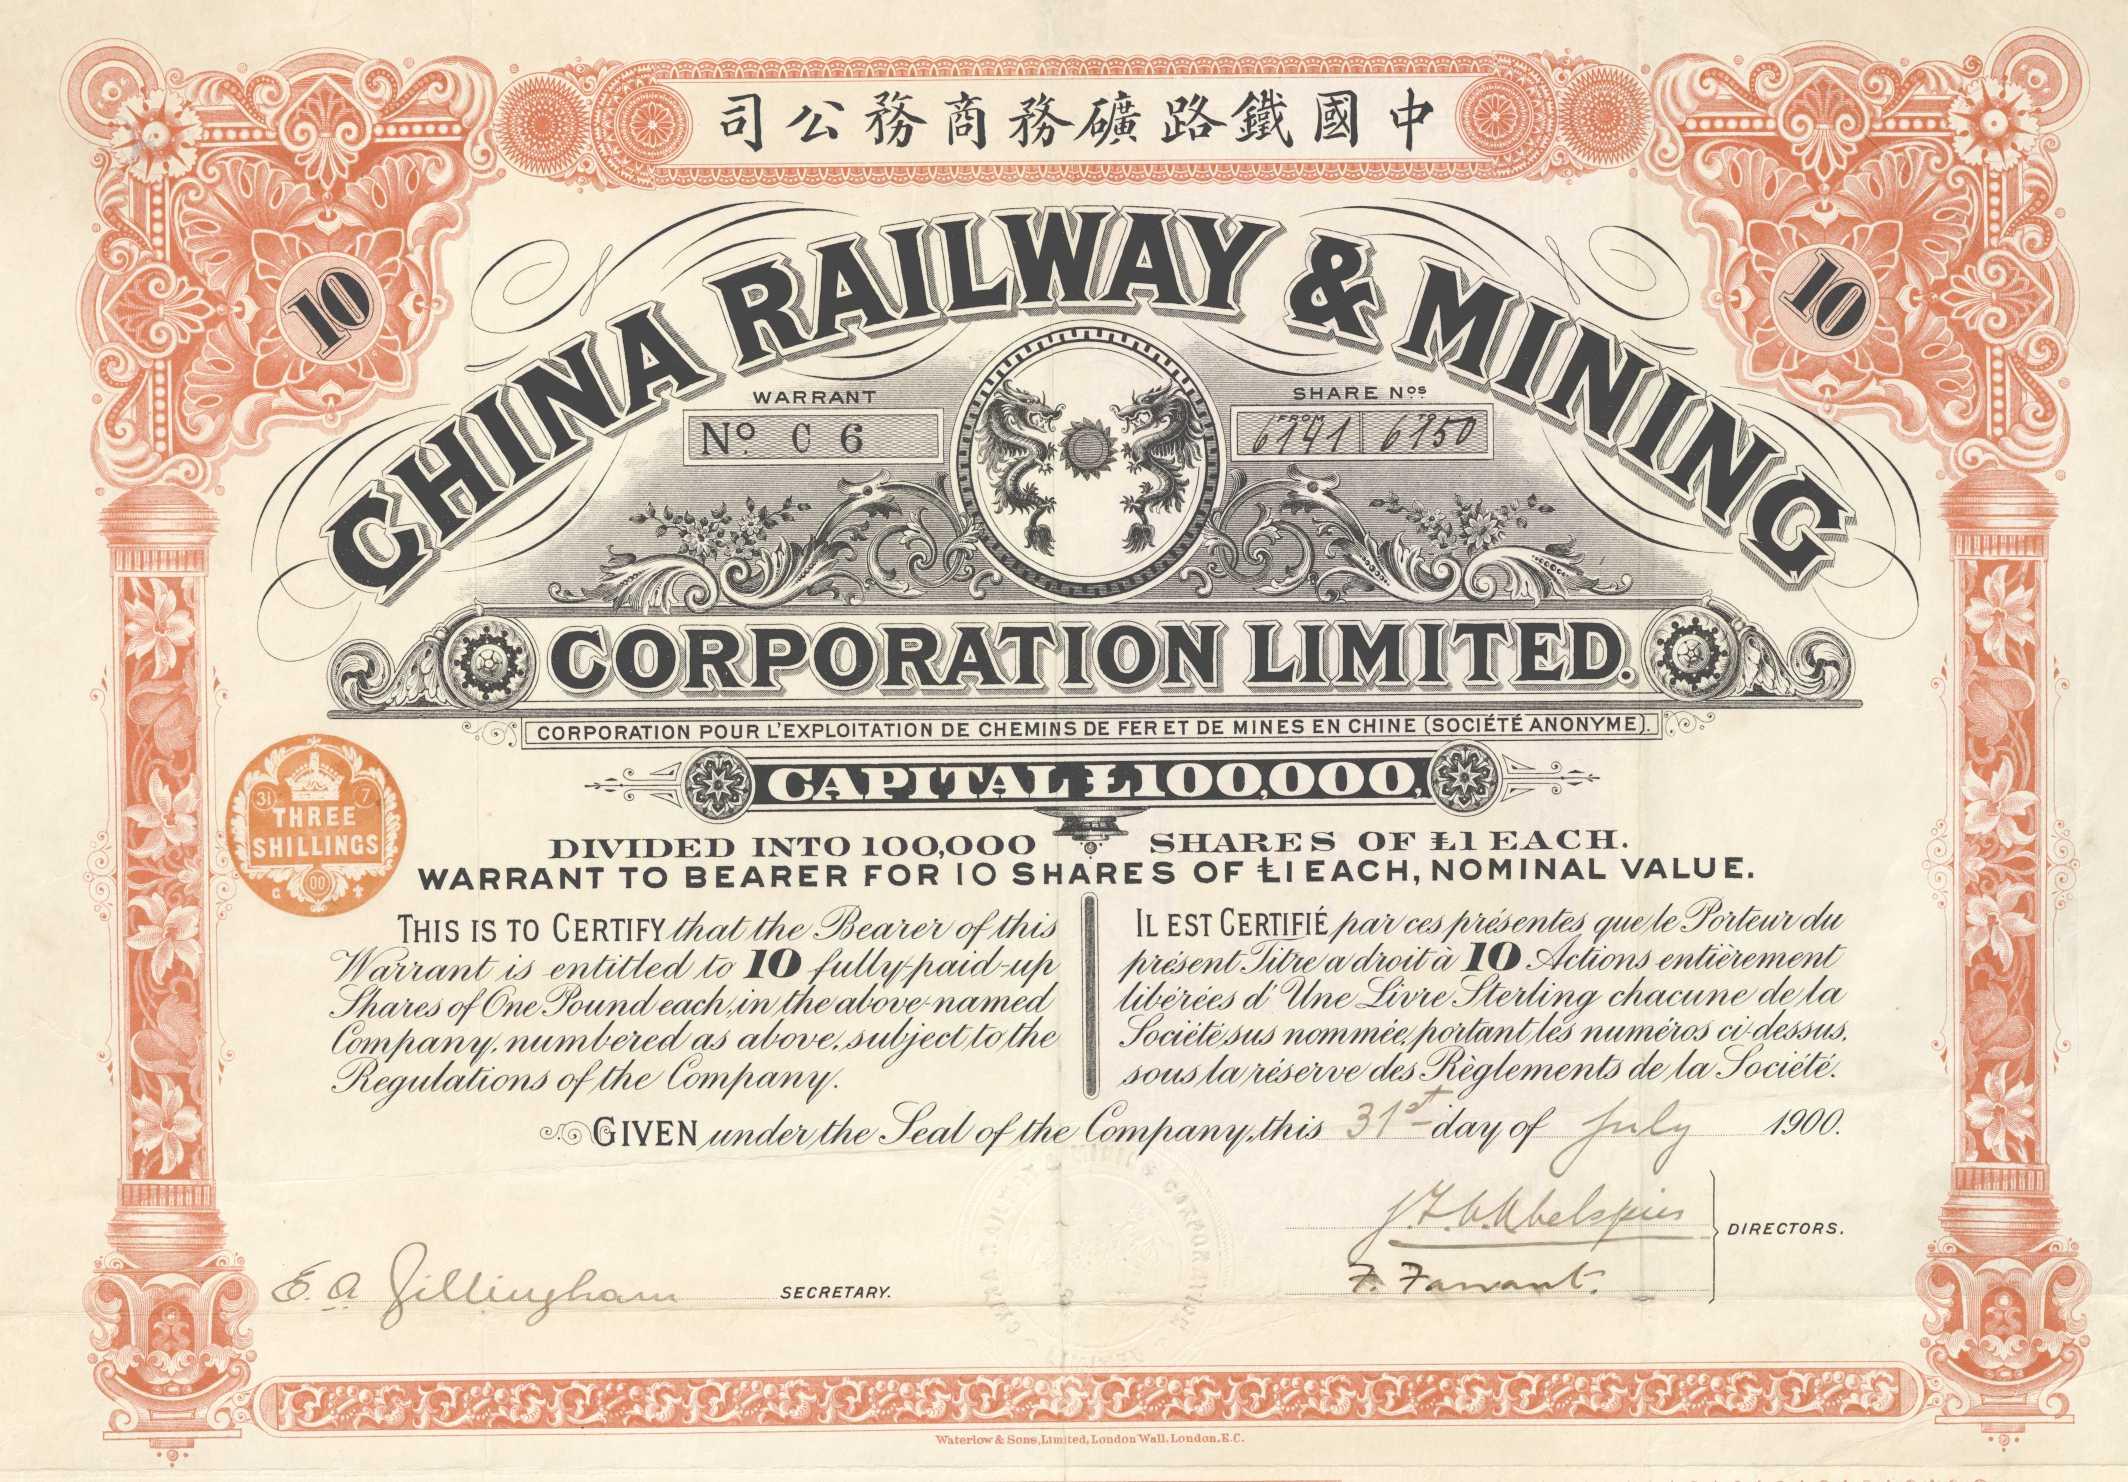 中國鐵路礦務商務公司
10
10
CHINA RAILWAY & MINING
WARRANT
No. C 6
SHARE Nos
FROM TO
6741 6750
CORPORATION LIMITED.
CORPORATION POUR L'EXPLOITATION DE CHEMINS DE FER ET DE MINES EN CHINE (SOCIÉTÉ ANONYME).
CAPITAL £100,000,
DIVIDED INTO 100,000 SHARES OF £1 EACH.
WARRANT TO BEARER FOR 10 SHARES OF £1 EACH, NOMINAL VALUE.
31 7
THREE
SHILLINGS
G 00
THIS IS TO CERTIFY that the Bearer of this
Warrant is entitled to 10 fully-paid-up
Shares of One Pound each, in the above-named
Company, numbered as above, subject to the
Regulations of the Company.
IL EST CERTIFIÉ par ces présentes que le Porteur du
présent Titre a droit à 10 Actions entièrement
libérées d'Une Livre Sterling chacune de la
Société sus nommée, portant les numéros ci-dessus,
sous la réserve des Règlements de la Société.
GIVEN under the Seal of the Company, this 31st day of July 1900.
DIRECTORS.
F. Farrant.
E. A. Gillingham SECRETARY.
Waterlow & Sons, Limited, London Wall, London, E.C.